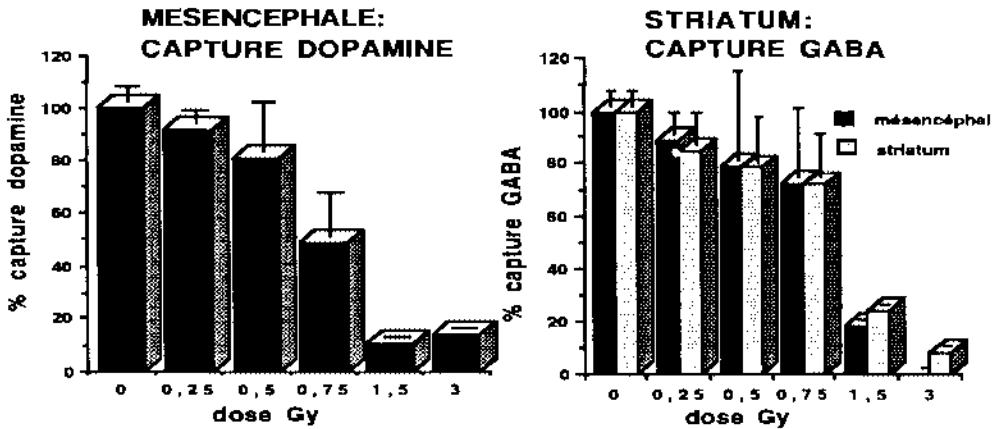 MESENCEPHALE:
CAPTURE DOPAMINE
% capture dopamine
120
100
80
60
40
20
0
0 0,25 0,5 0,75 1,5 3
dose Gy
STRIATUM:
CAPTURE GABA
% capture GABA
120
100
80
60
40
20
0
mésencéphal
striatum
0 0,25 0,5 0,75 1,5 3
dose Gy